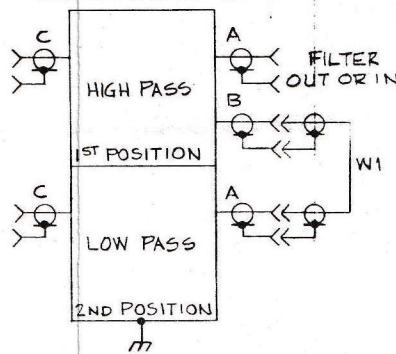 C
A
FILTER
OUT OR IN
HIGH PASS
B
1ST POSITION
W1
C
A
LOW PASS
2ND POSITION